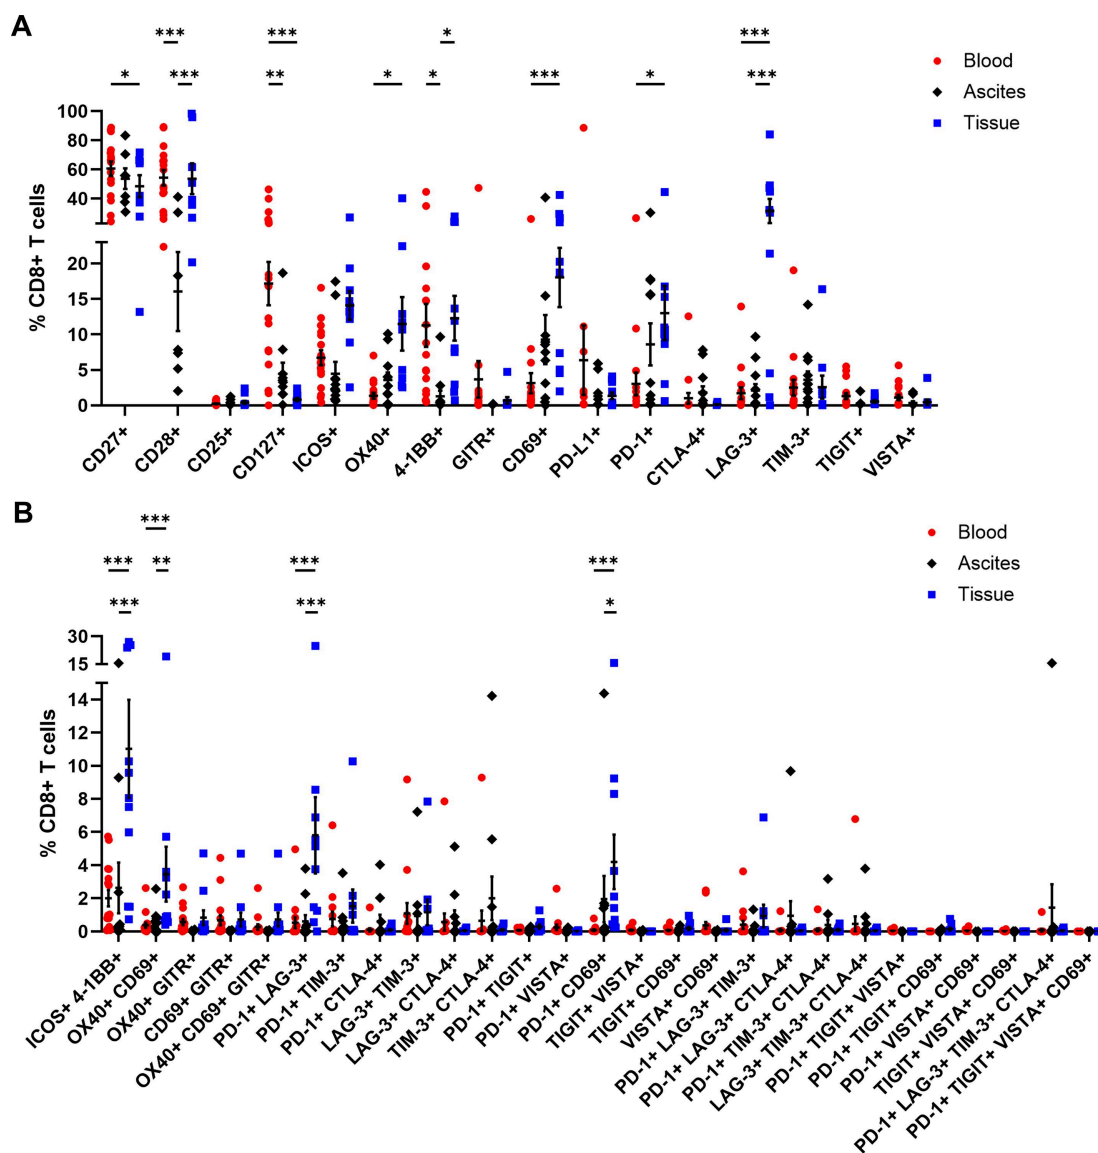 A
*** *** * ***
* *** ** * * *** * ***
Blood
Ascites
Tissue
% CD8+ T cells
100
80
60
40
20
15
10
5
0
CD27+
CD28+
CD25+
CD127+
ICOS+
OX40+
4-1BB+
GITR+
CD69+
PD-L1+
PD-1+
CTLA-4+
LAG-3+
TIM-3+
TIGIT+
VISTA+
B
***
*** ** *** ***
*** *** *
Blood
Ascites
Tissue
% CD8+ T cells
30
15
14
12
10
8
6
4
2
0
ICOS+ 4-1BB+
OX40+ CD69+
OX40+ GITR+
CD69+ GITR+
OX40+ CD69+ GITR+
PD-1+ LAG-3+
PD-1+ TIM-3+
PD-1+ CTLA-4+
LAG-3+ TIM-3+
LAG-3+ CTLA-4+
TIM-3+ CTLA-4+
PD-1+ TIGIT+
PD-1+ VISTA+
PD-1+ CD69+
TIGIT+ VISTA+
TIGIT+ CD69+
VISTA+ CD69+
PD-1+ LAG-3+ TIM-3+
PD-1+ LAG-3+ CTLA-4+
PD-1+ TIM-3+ CTLA-4+
LAG-3+ TIM-3+ CTLA-4+
PD-1+ TIGIT+ VISTA+
PD-1+ TIGIT+ CD69+
PD-1+ VISTA+ CD69+
TIGIT+ VISTA+ CD69+
PD-1+ LAG-3+ TIM-3+ CTLA-4+
PD-1+ TIGIT+ VISTA+ CD69+